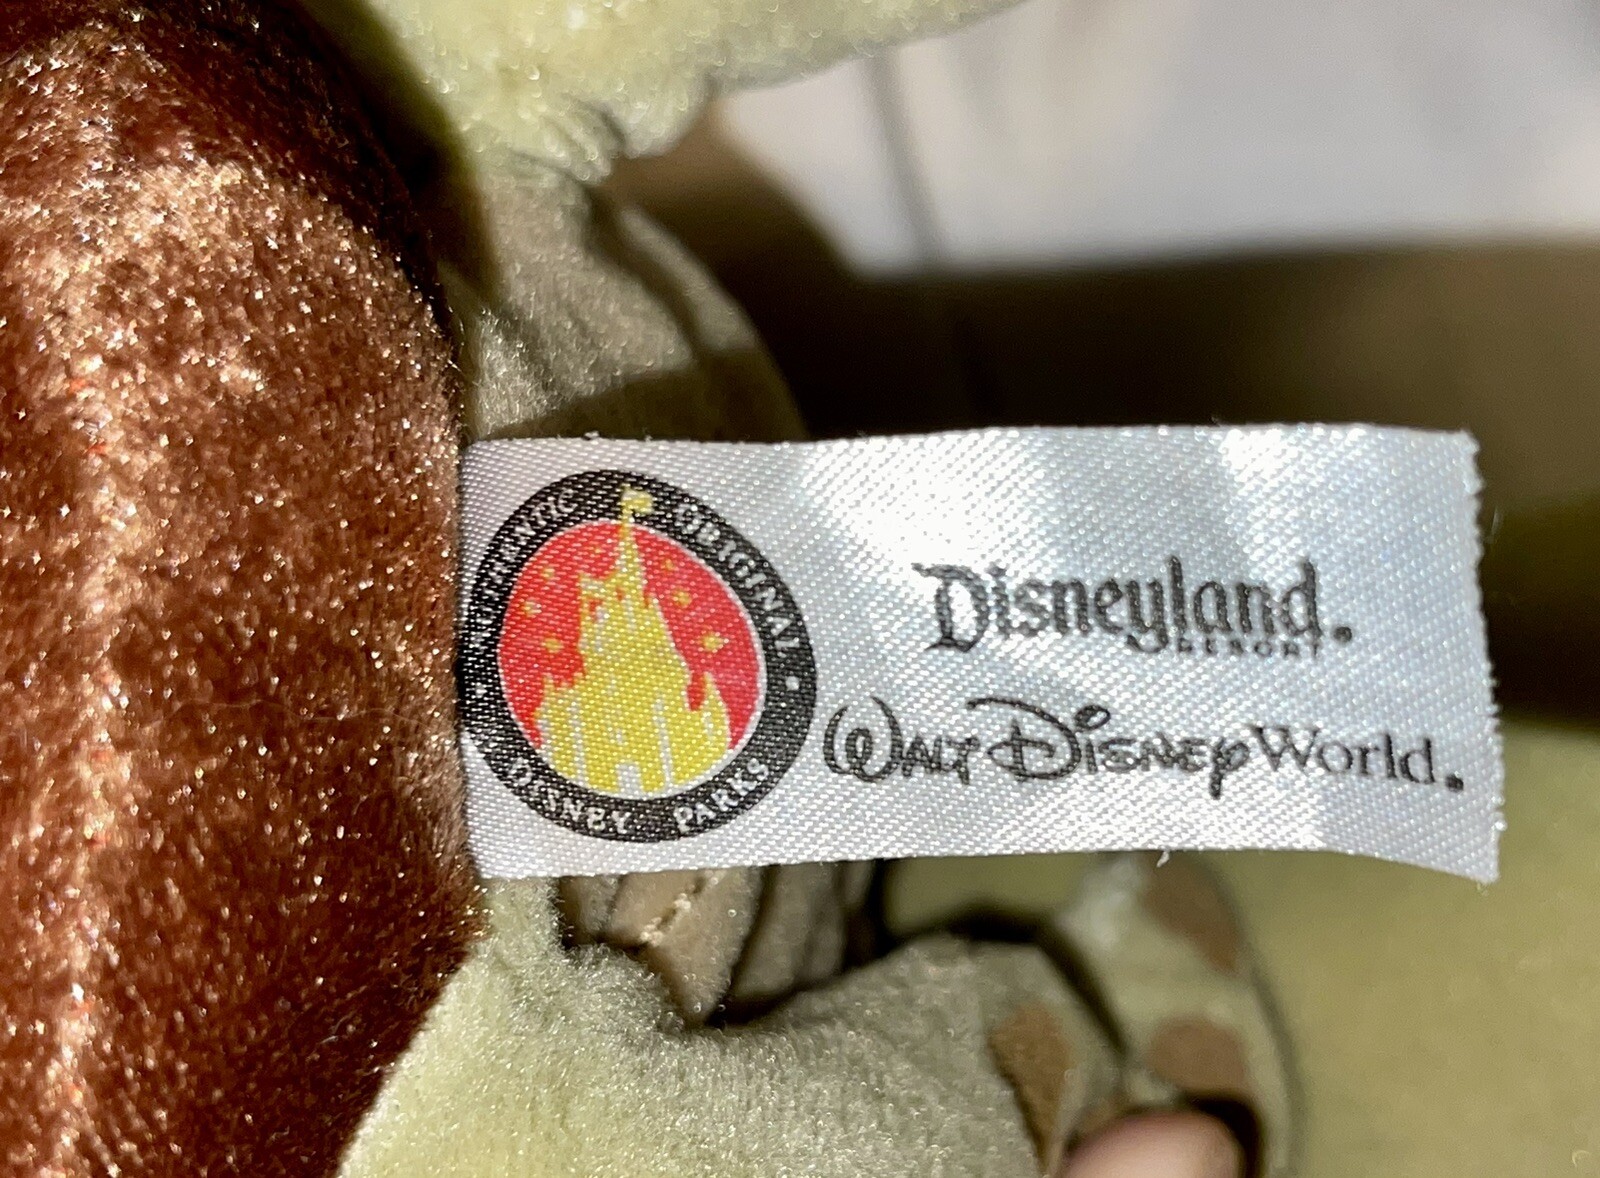 AUTHENTIC ORIGINAL
DISNEY PARKS
Disneyland.
RESORT
WALT DISNEY World.